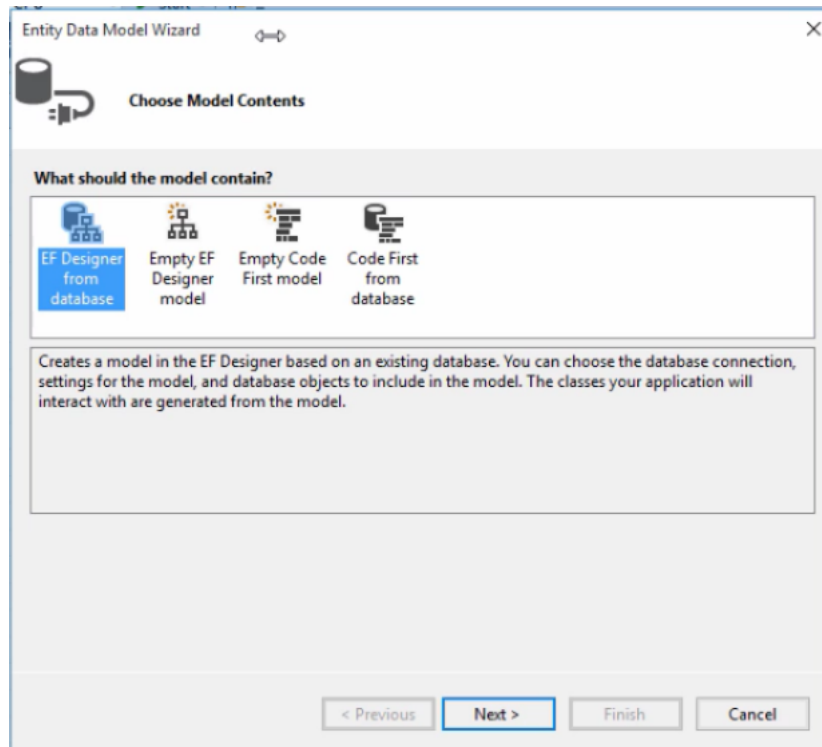 Entity Data Model Wizard
Choose Model Contents
What should the model contain?
EF Designer
from
database
Empty EF
Designer
model
Empty Code
First model
Code First
from
database
Creates a model in the EF Designer based on an existing database. You can choose the database connection,
settings for the model, and database objects to include in the model. The classes your application will
interact with are generated from the model.
< Previous
Next >
Finish
Cancel